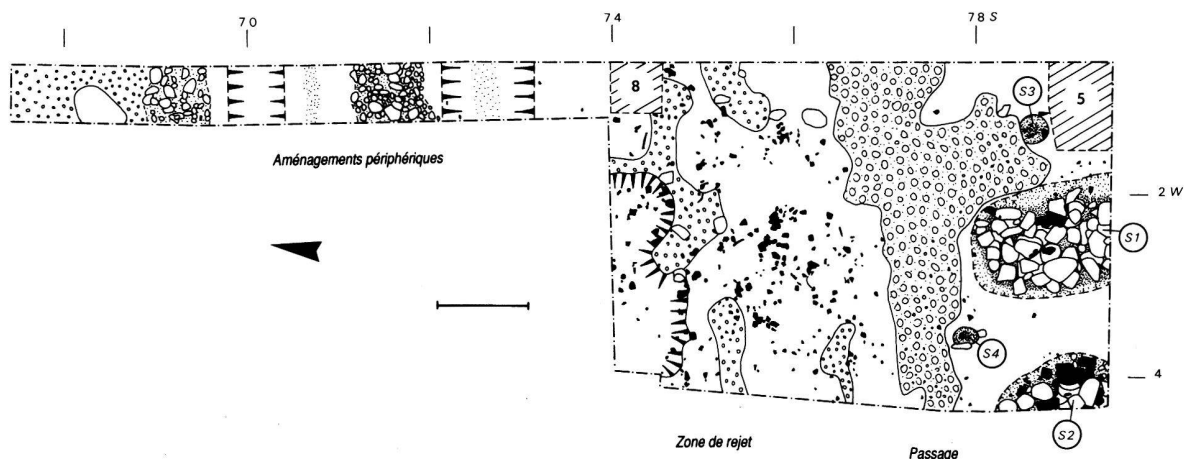 70
74
78 S
8
S3
5
Aménagements périphériques
2 W
S1
S4
4
S2
Zone de rejet
Passage